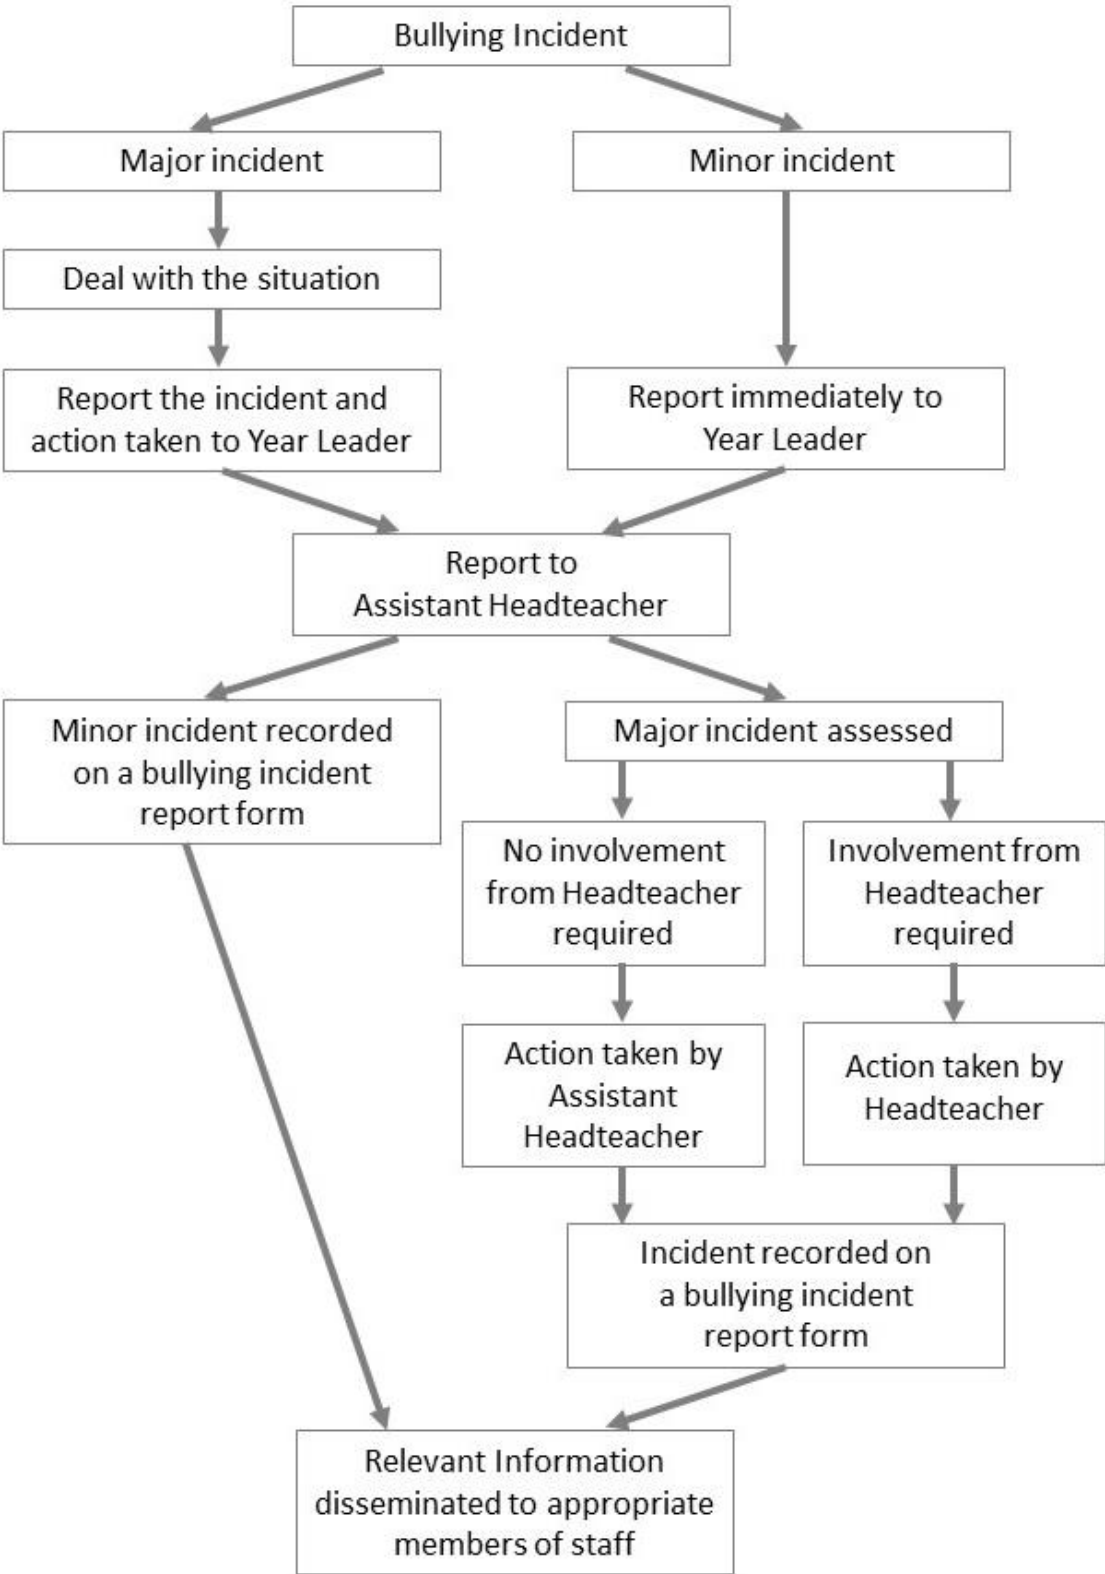 Bullying Incident
Major incident
Minor incident
Deal with the situation
Report the incident and
action taken to Year Leader
Report immediately to
Year Leader
Report to
Assistant Headteacher
Minor incident recorded
on a bullying incident
report form
Major incident assessed
No involvement
from Headteacher
required
Involvement from
Headteacher
required
Action taken by
Assistant
Headteacher
Action taken by
Headteacher
Incident recorded on
a bullying incident
report form
Relevant Information
disseminated to appropriate
members of staff